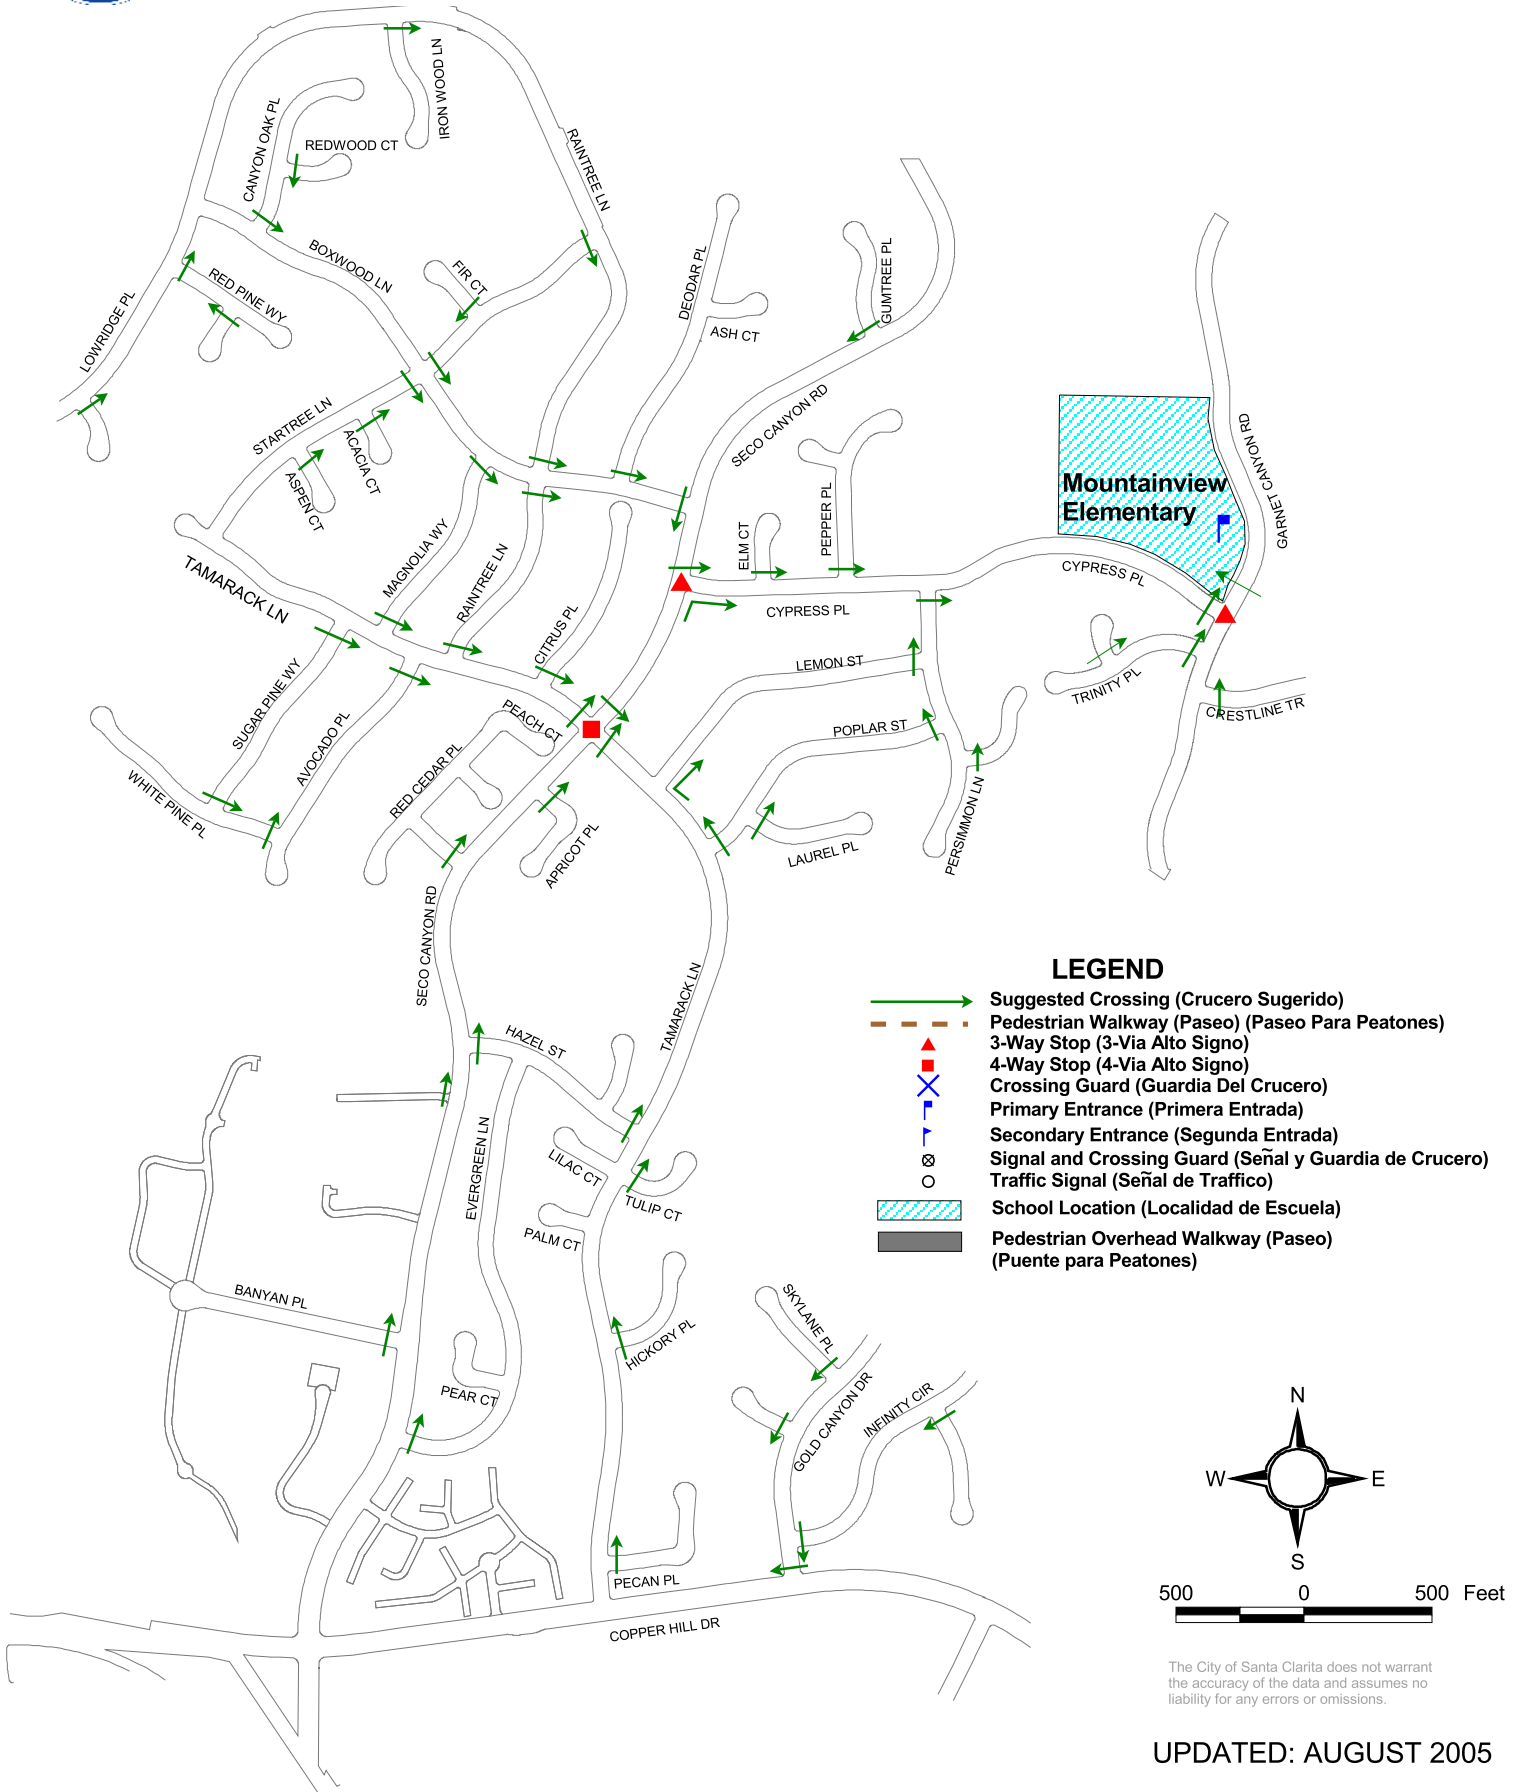 IRON WOOD LN
CANYON OAK PL
REDWOOD CT
RAINTREE LN
BOXWOOD LN
FIR CT
RED PINE WY
LOWRIDGE PL
DEODAR PL
ASH CT
GUMTREE PL
SECO CANYON RD
STARTREE LN
ACACIA CT
ASPEN CT
MAGNOLIA WY
RAINTREE LN
TAMARACK LN
CITRUS PL
ELM CT
PEPPER PL
CYPRESS PL
Mountainview
Elementary
GARNET CANYON RD
CYPRESS PL
LEMON ST
TRINITY PL
CRESTLINE TR
POPLAR ST
PEACH CT
SUGAR PINE WY
AVOCADO PL
WHITE PINE PL
RED CEDAR PL
APRICOT PL
LAUREL PL
PERSIMMON LN
SECO CANYON RD
TAMARACK LN
HAZEL ST
EVERGREEN LN
LILAC CT
TULIP CT
PALM CT
BANYAN PL
HICKORY PL
PEAR CT
SKYLANE PL
GOLD CANYON DR
INFINITY CIR
PECAN PL
COPPER HILL DR
LEGEND
Suggested Crossing (Crucero Sugerido)
Pedestrian Walkway (Paseo) (Paseo Para Peatones)
3-Way Stop (3-Via Alto Signo)
4-Way Stop (4-Via Alto Signo)
Crossing Guard (Guardia Del Crucero)
Primary Entrance (Primera Entrada)
Secondary Entrance (Segunda Entrada)
Signal and Crossing Guard (Señal y Guardia de Crucero)
Traffic Signal (Señal de Traffico)
School Location (Localidad de Escuela)
Pedestrian Overhead Walkway (Paseo)
(Puente para Peatones)
N
W E
S
500 0 500 Feet
The City of Santa Clarita does not warrant
the accuracy of the data and assumes no
liability for any errors or omissions.
UPDATED: AUGUST 2005